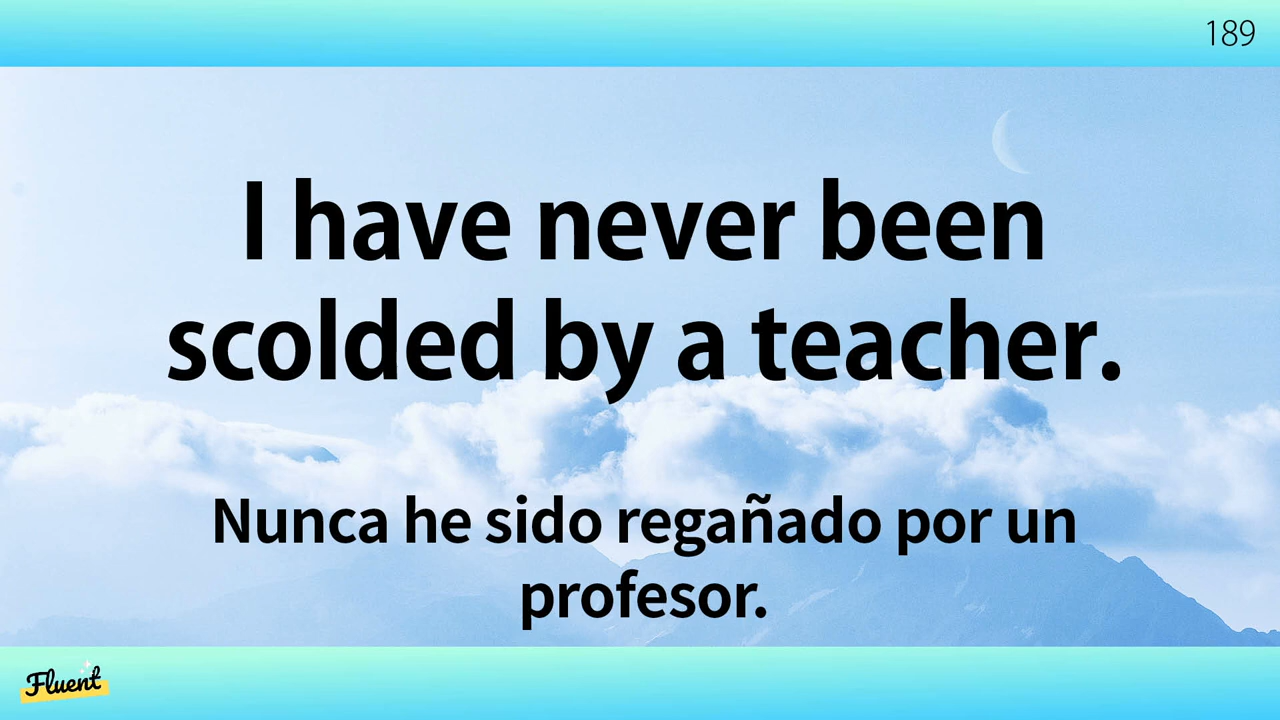 189
I have never been
scolded by a teacher.
Nunca he sido regañado por un
profesor.
Fluent